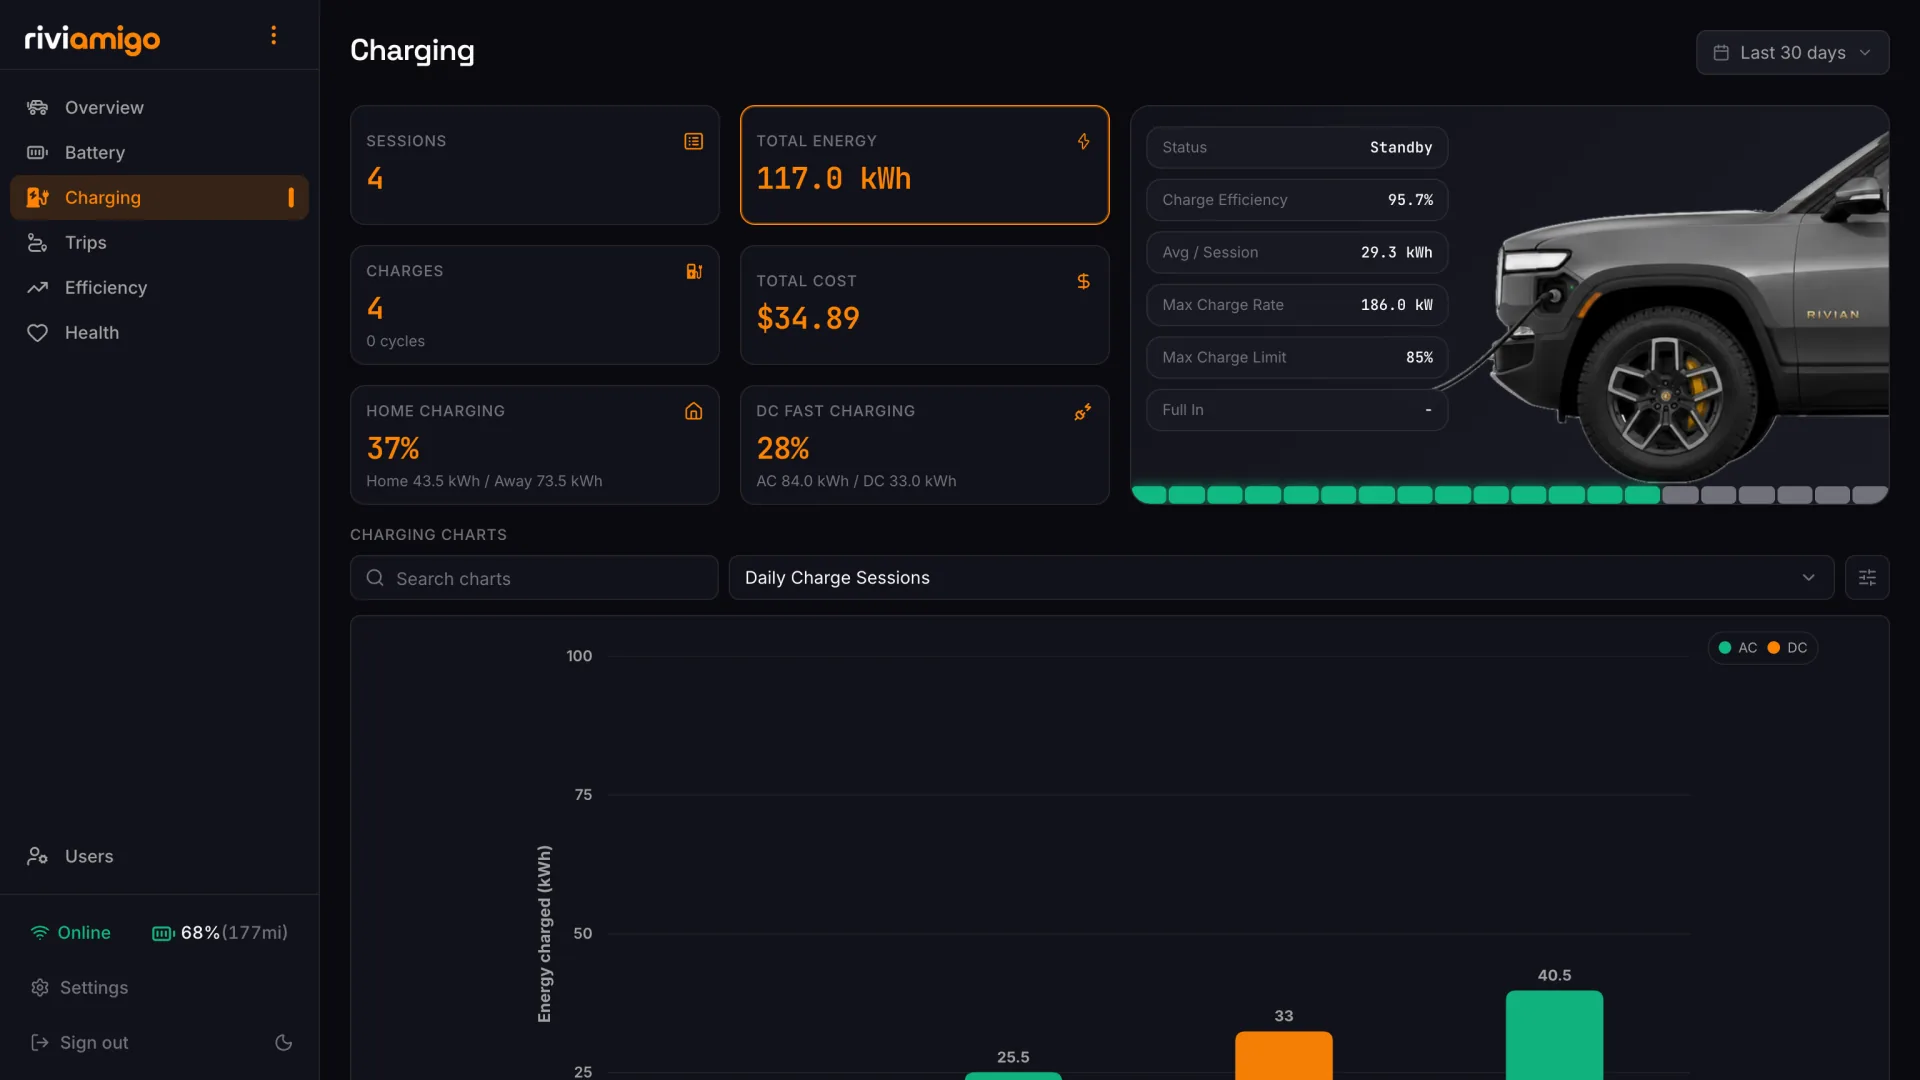 riviamigo
Overview
Battery
Charging
Trips
Efficiency
Health
Users
Online 68%(177mi)
Settings
Sign out
Charging
Last 30 days
SESSIONS
4
TOTAL ENERGY
117.0 kWh
CHARGES
4
0 cycles
TOTAL COST
$34.89
HOME CHARGING
37%
Home 43.5 kWh / Away 73.5 kWh
DC FAST CHARGING
28%
AC 84.0 kWh / DC 33.0 kWh
Status Standby
Charge Efficiency 95.7%
Avg / Session 29.3 kWh
Max Charge Rate 186.0 kW
Max Charge Limit 85%
Full In -
RIVIAN
CHARGING CHARTS
Search charts
Daily Charge Sessions
AC DC
Energy charged (kWh)
100
75
50
25
25.5
33
40.5